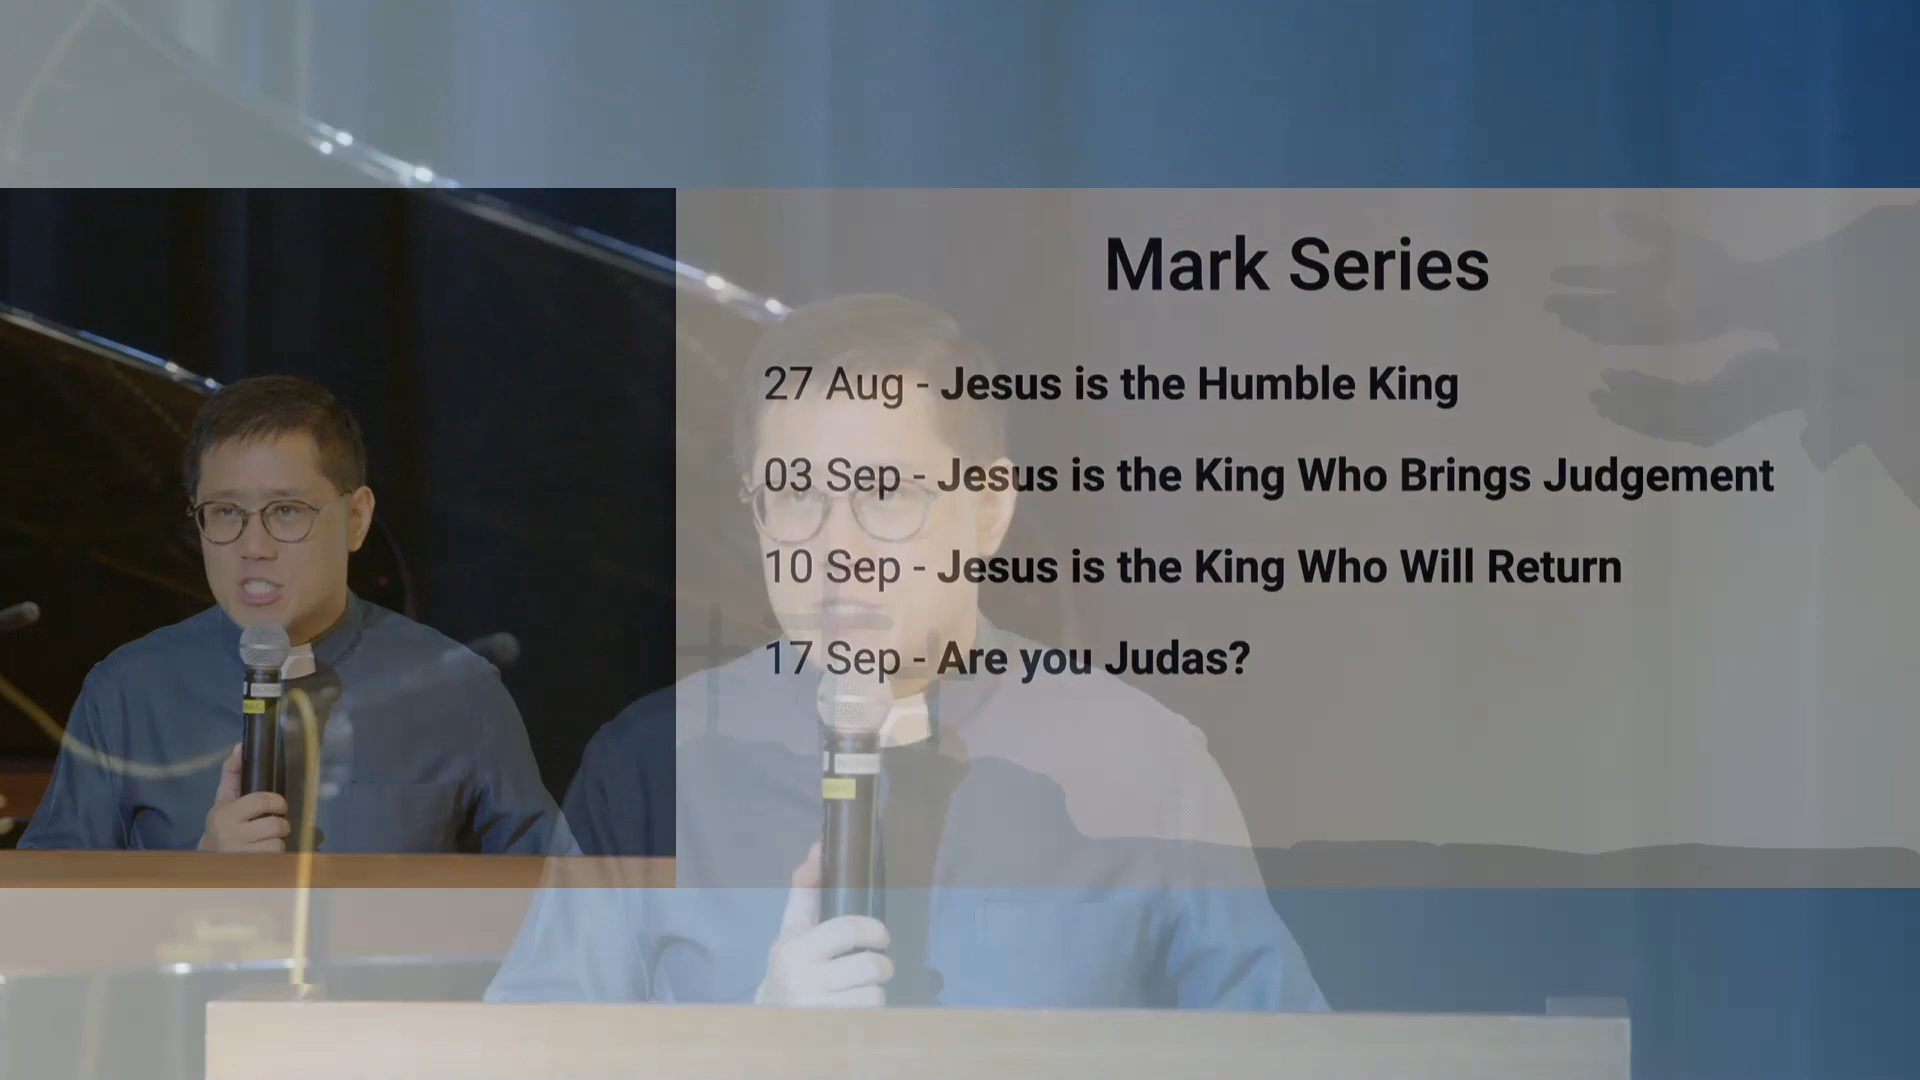 Mark Series
27 Aug - Jesus is the Humble King
03 Sep - Jesus is the King Who Brings Judgement
10 Sep - Jesus is the King Who Will Return
17 Sep - Are you Judas?